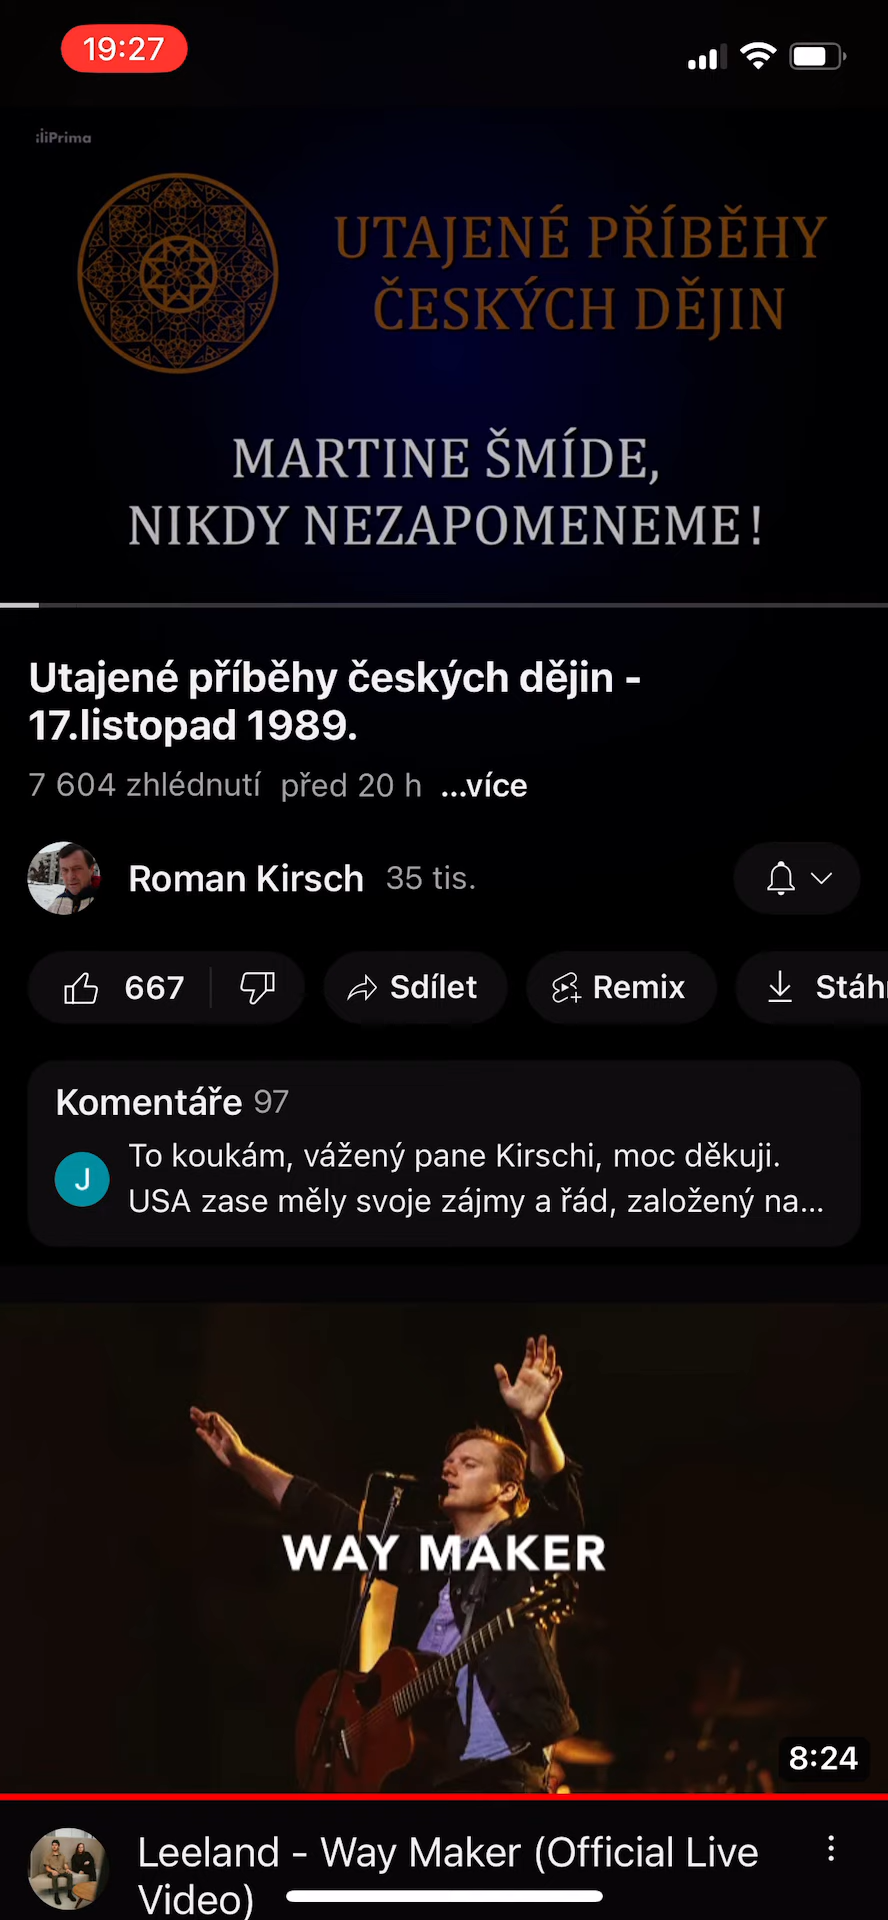 19:27
iPrima
UTAJENÉ PŘÍBĚHY
ČESKÝCH DĚJIN
MARTINE ŠMÍDE,
NIKDY NEZAPOMENEME!
Utajené příběhy českých dějin -
17.listopad 1989.
7 604 zhlédnutí před 20 h ...více
Roman Kirsch 35 tis.
667 Sdílet Remix Stáh
Komentáře 97
J
To koukám, vážený pane Kirschi, moc děkuji.
USA zase měly svoje zájmy a řád, založený na...
WAY MAKER
8:24
Leeland - Way Maker (Official Live
Video)